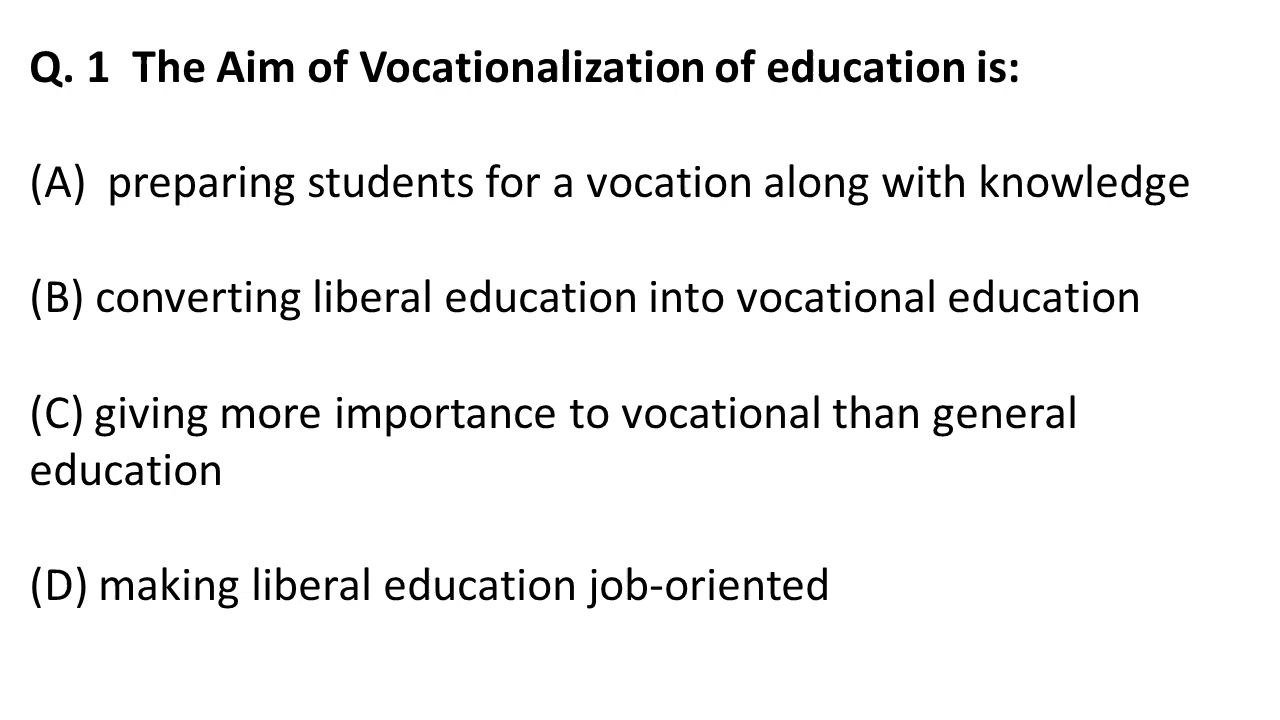 Q. 1  The Aim of Vocationalization of education is:
(A)  preparing students for a vocation along with knowledge
(B) converting liberal education into vocational education
(C) giving more importance to vocational than general
education
(D) making liberal education job-oriented